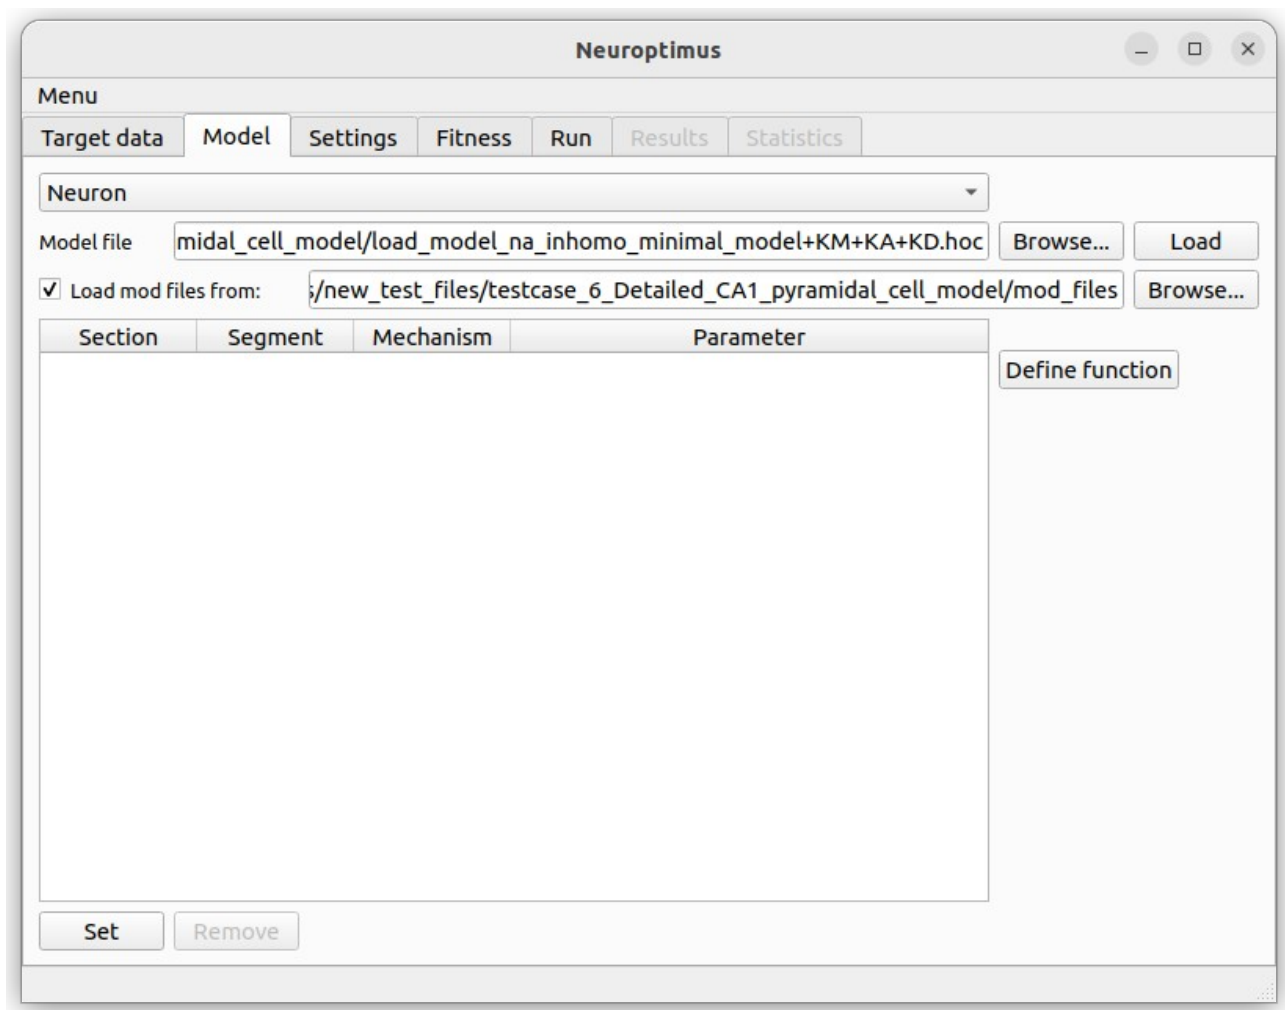 Neuroptimus
Menu
Target data Model Settings Fitness Run Results Statistics
Neuron
Model file midal_cell_model/load_model_na_inhomo_minimal_model+KM+KA+KD.hoc Browse... Load
Load mod files from: s/new_test_files/testcase_6_Detailed_CA1_pyramidal_cell_model/mod_files Browse...
Section Segment Mechanism Parameter
Define function
Set Remove